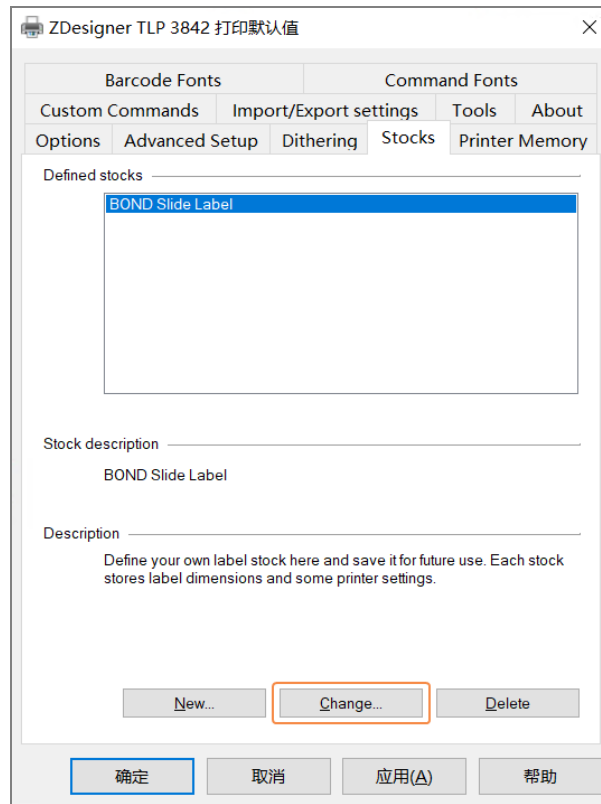 ZDesigner TLP 3842 打印默认值
Barcode Fonts Command Fonts
Custom Commands Import/Export settings Tools About
Options Advanced Setup Dithering Stocks Printer Memory
Defined stocks
BOND Slide Label
Stock description
BOND Slide Label
Description
Define your own label stock here and save it for future use. Each stock
stores label dimensions and some printer settings.
New... Change... Delete
确定 取消 应用(A) 帮助